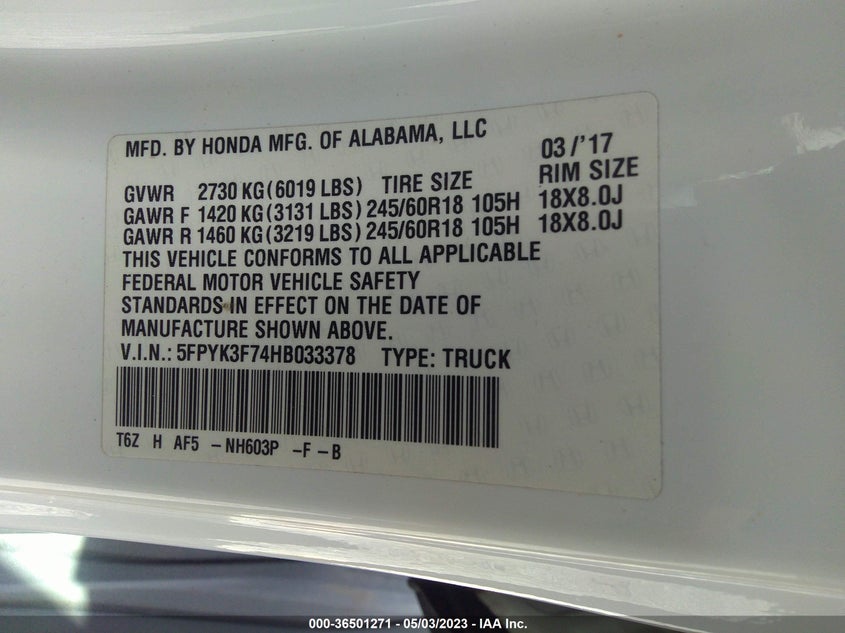 MFD. BY HONDA MFG. OF ALABAMA, LLC 03/'17
GVWR 2730 KG(6019 LBS) TIRE SIZE RIM SIZE
GAWR F 1420 KG(3131 LBS) 245/60R18 105H 18X8.0J
GAWR R 1460 KG(3219 LBS) 245/60R18 105H 18X8.0J
THIS VEHICLE CONFORMS TO ALL APPLICABLE
FEDERAL MOTOR VEHICLE SAFETY
STANDARDS IN EFFECT ON THE DATE OF
MANUFACTURE SHOWN ABOVE.
V.I.N.: 5FPYK3F74HB033378 TYPE: TRUCK
T6Z H AF5 -NH603P -F-B
000-36501271 - 05/03/2023 - IAA Inc.